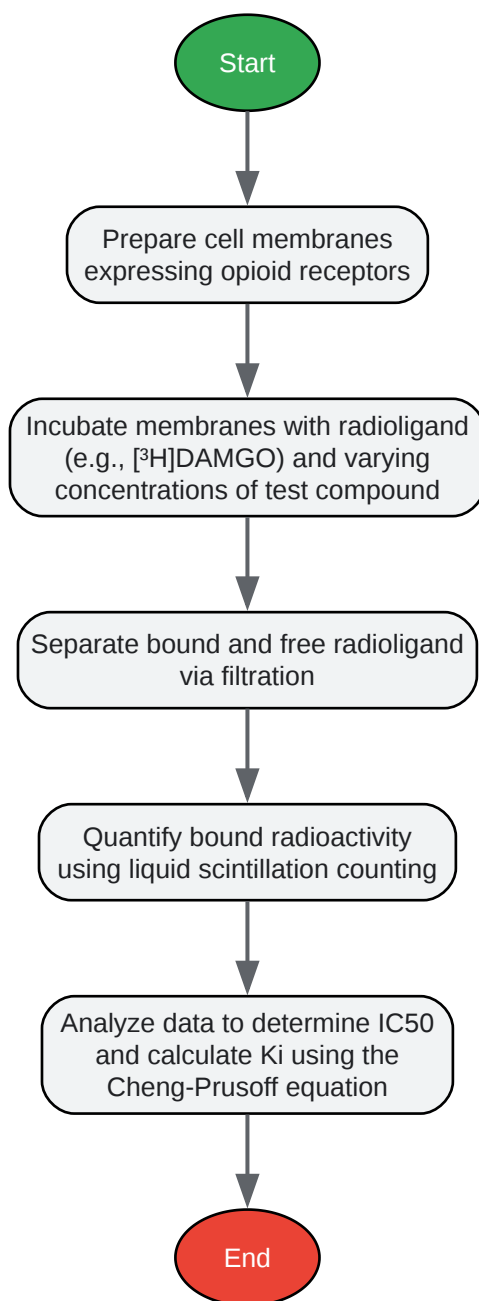 Start
Prepare cell membranes
expressing opioid receptors
Incubate membranes with radioligand
(e.g., [³H]DAMGO) and varying
concentrations of test compound
Separate bound and free radioligand
via filtration
Quantify bound radioactivity
using liquid scintillation counting
Analyze data to determine IC50
and calculate Ki using the
Cheng-Prusoff equation
End